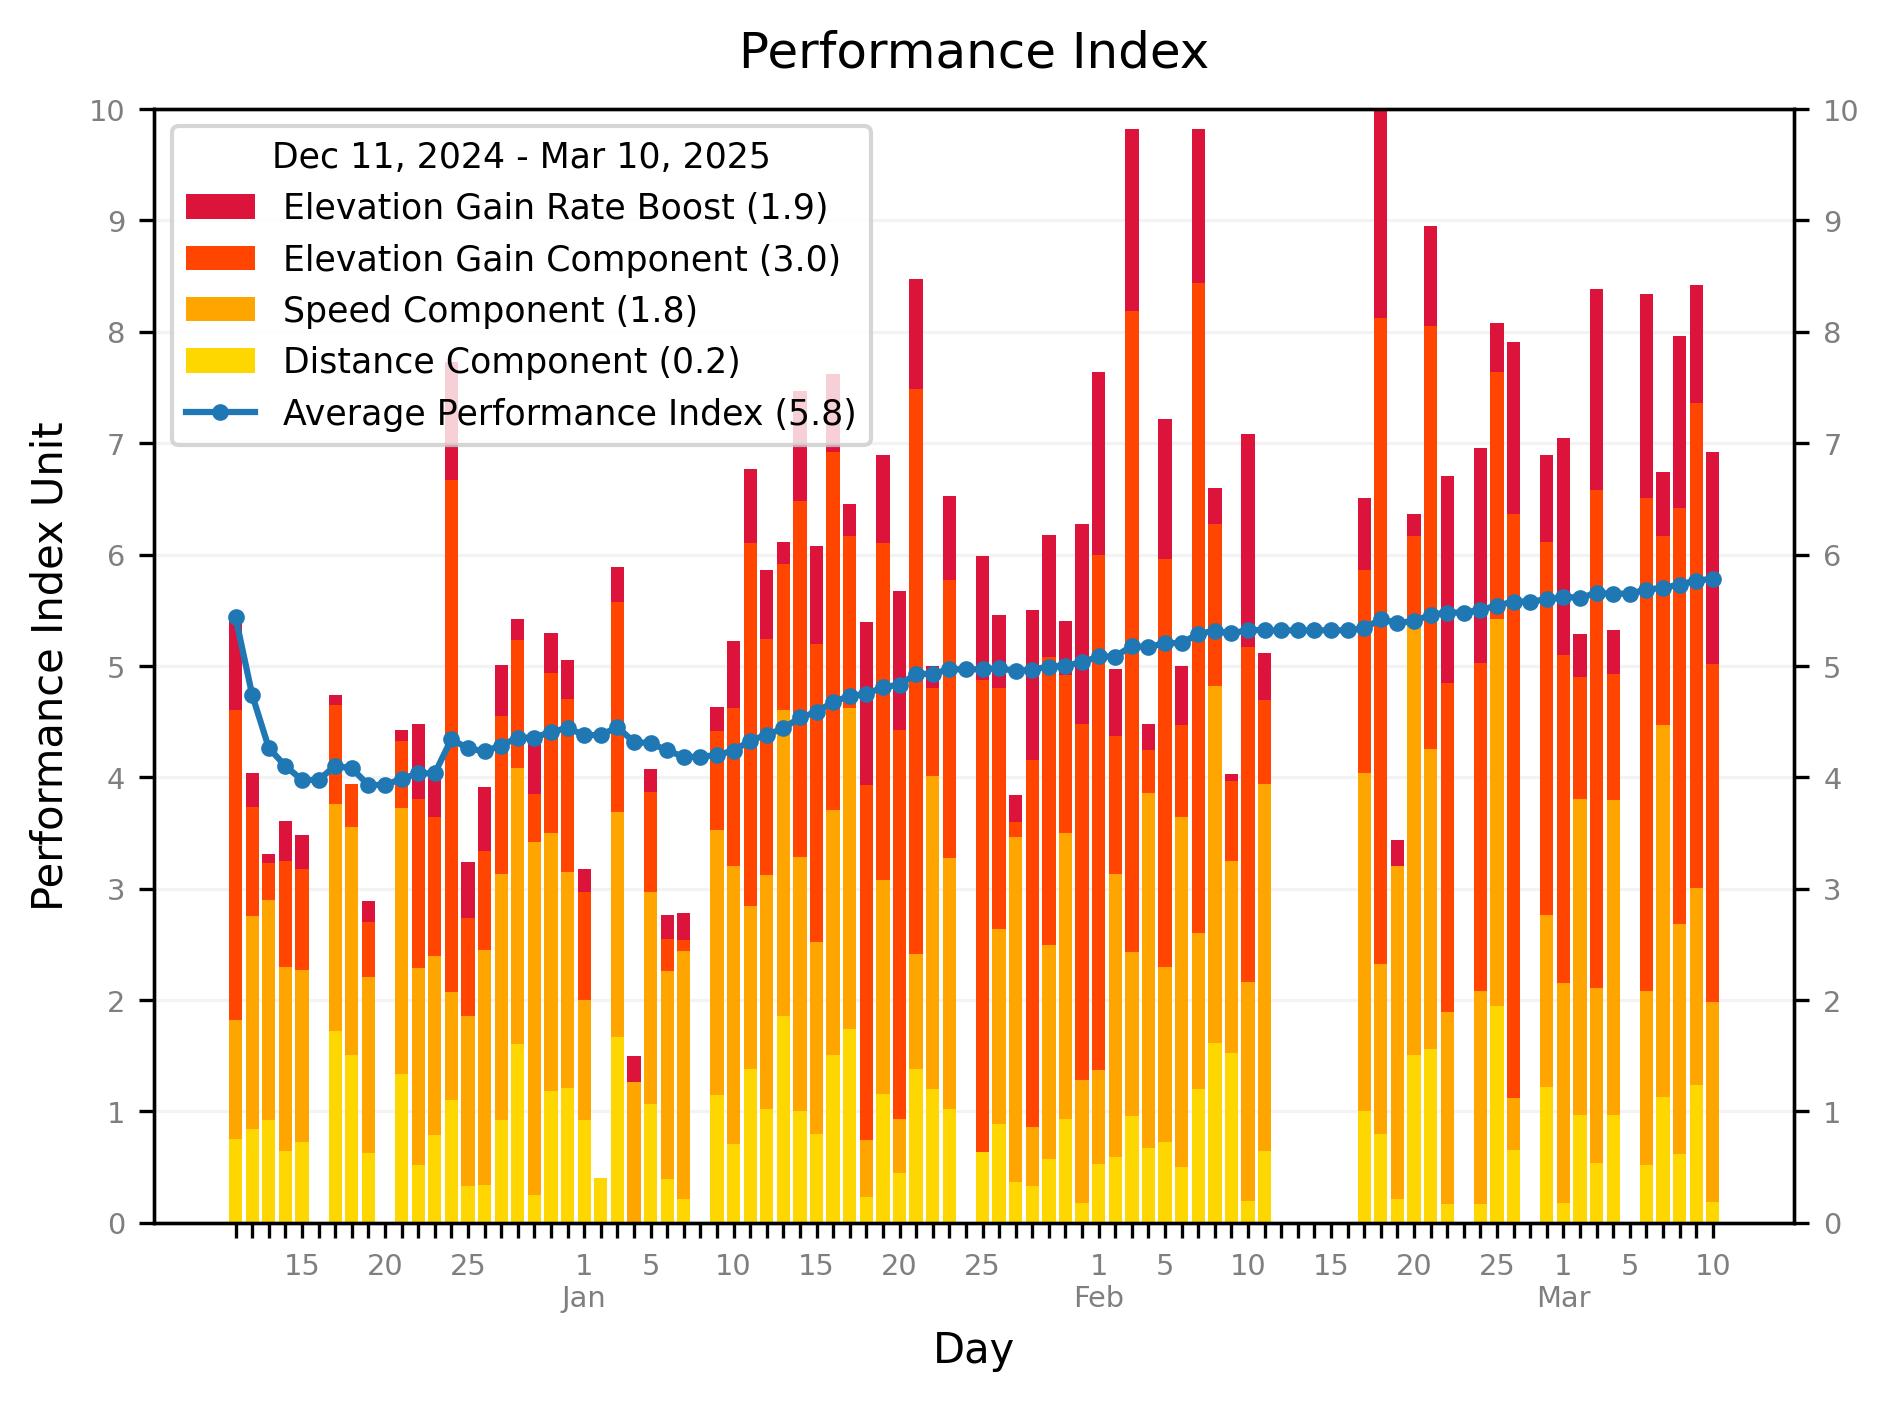 Performance Index
Dec 11, 2024 - Mar 10, 2025
Elevation Gain Rate Boost (1.9)
Elevation Gain Component (3.0)
Speed Component (1.8)
Distance Component (0.2)
Average Performance Index (5.8)
Performance Index Unit
10
9
8
7
6
5
4
3
2
1
0
10
9
8
7
6
5
4
3
2
1
0
15 20 25 1 5 10 15 20 25 1 5 10 15 20 25 1 5 10
Jan Feb Mar
Day